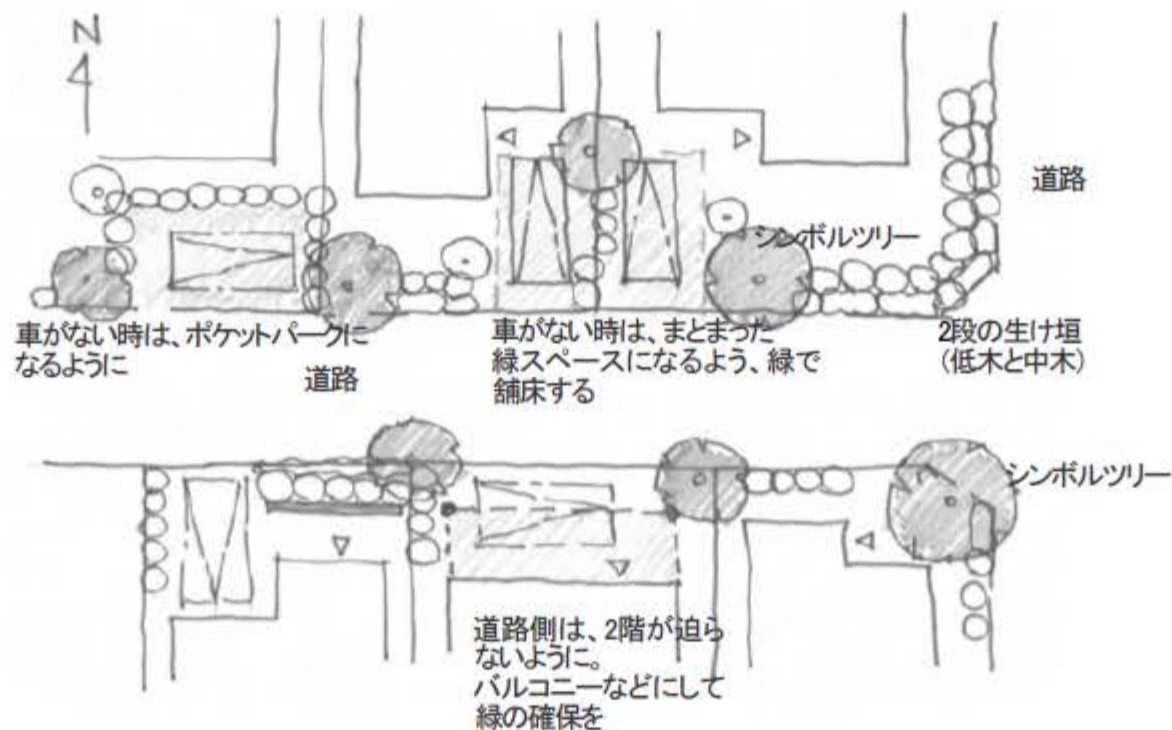 N
道路
シンボルツリー
車がない時は、ポケットパークに
なるように
車がない時は、まとまった
緑スペースになるよう、緑で
舗床する
2段の生け垣
(低木と中木)
道路
シンボルツリー
道路側は、2階が迫ら
ないように。
バルコニーなどにして
緑の確保を